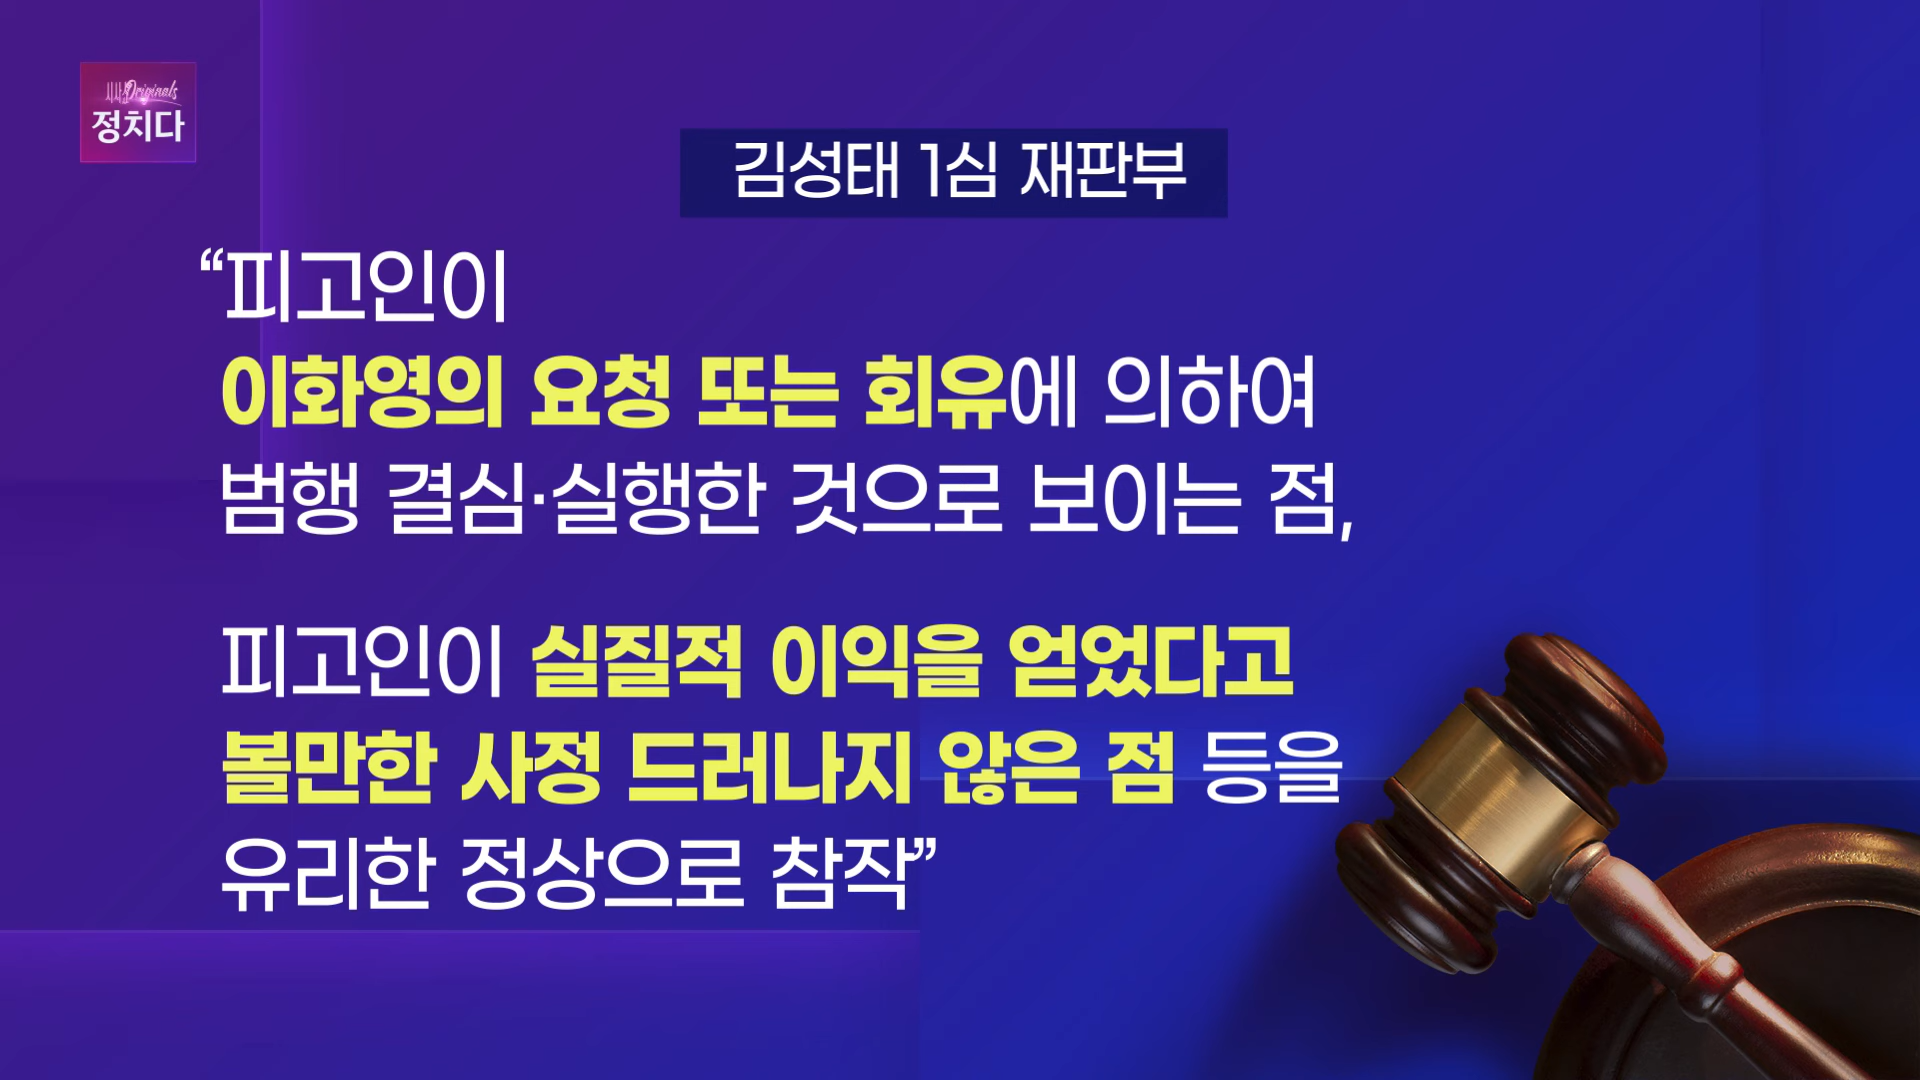 Originals
정치다
김성태 1심 재판부
“피고인이
이화영의 요청 또는 회유에 의하여
범행 결심·실행한 것으로 보이는 점,
피고인이 실질적 이익을 얻었다고
볼만한 사정 드러나지 않은 점 등을
유리한 정상으로 참작”